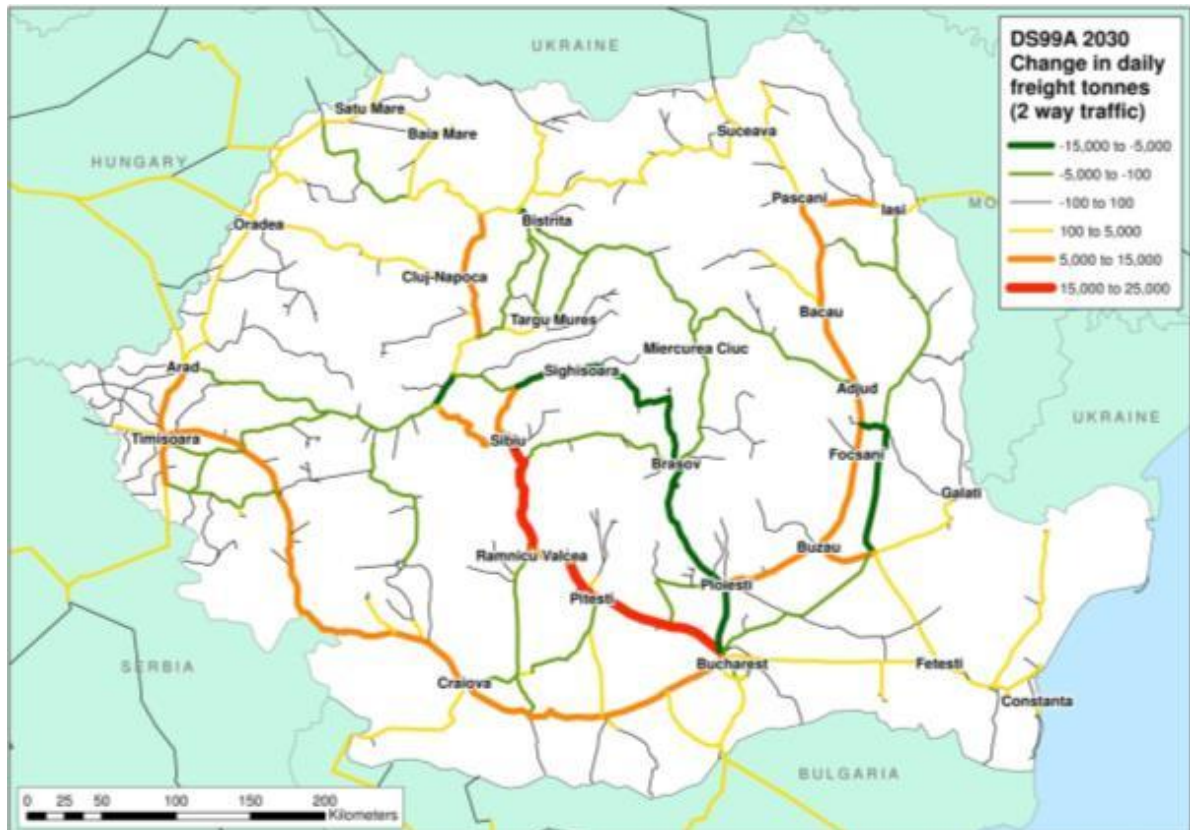 DS99A 2030
Change in daily
freight tonnes
(2 way traffic)
-15,000 to -5,000
-5,000 to -100
-100 to 100
100 to 5,000
5,000 to 15,000
15,000 to 25,000
UKRAINE
Satu Mare
Baia Mare
Suceava
HUNGARY
Pascani
Iasi
MO
Oradea
Bistrita
Cluj-Napoca
Bacau
Targu Mures
Miercurea Ciuc
Arad
Sighisoara
Adjud
UKRAINE
Timisoara
Sibiu
Brasov
Focsani
Galati
Ramnicu Valcea
Buzau
Pitesti
Ploiesti
SERBIA
Craiova
Bucharest
Fetesti
Constanta
BULGARIA
0 25 50 100 150 200
Kilometers